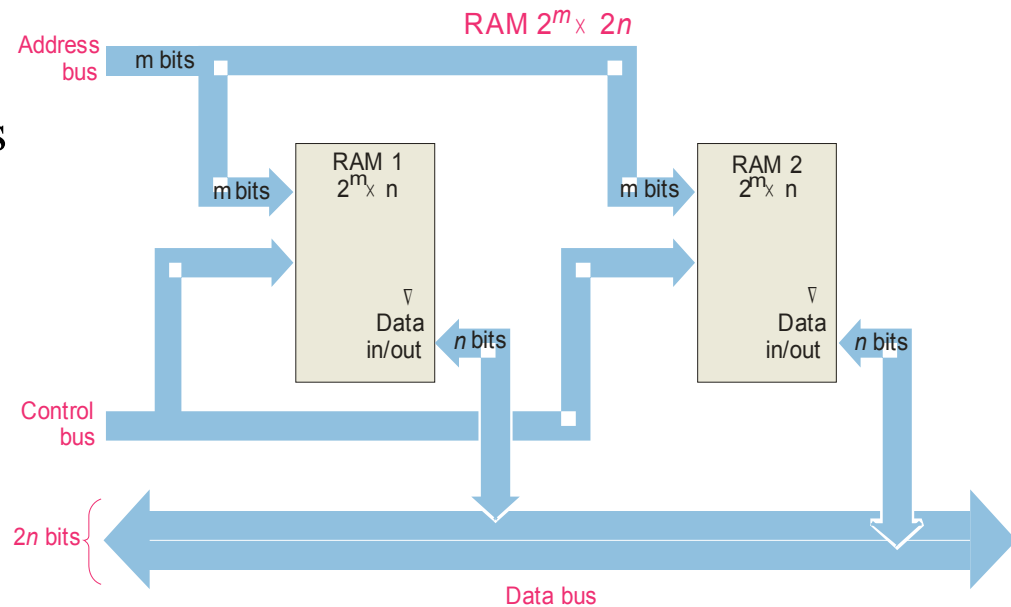 RAM 2ᵐ × 2n
Address
bus
m bits
s
RAM 1
2ᵐ × n
m bits
RAM 2
2ᵐ × n
m bits
∇
Data
in/out
n bits
∇
Data
in/out
n bits
Control
bus
2n bits
Data bus